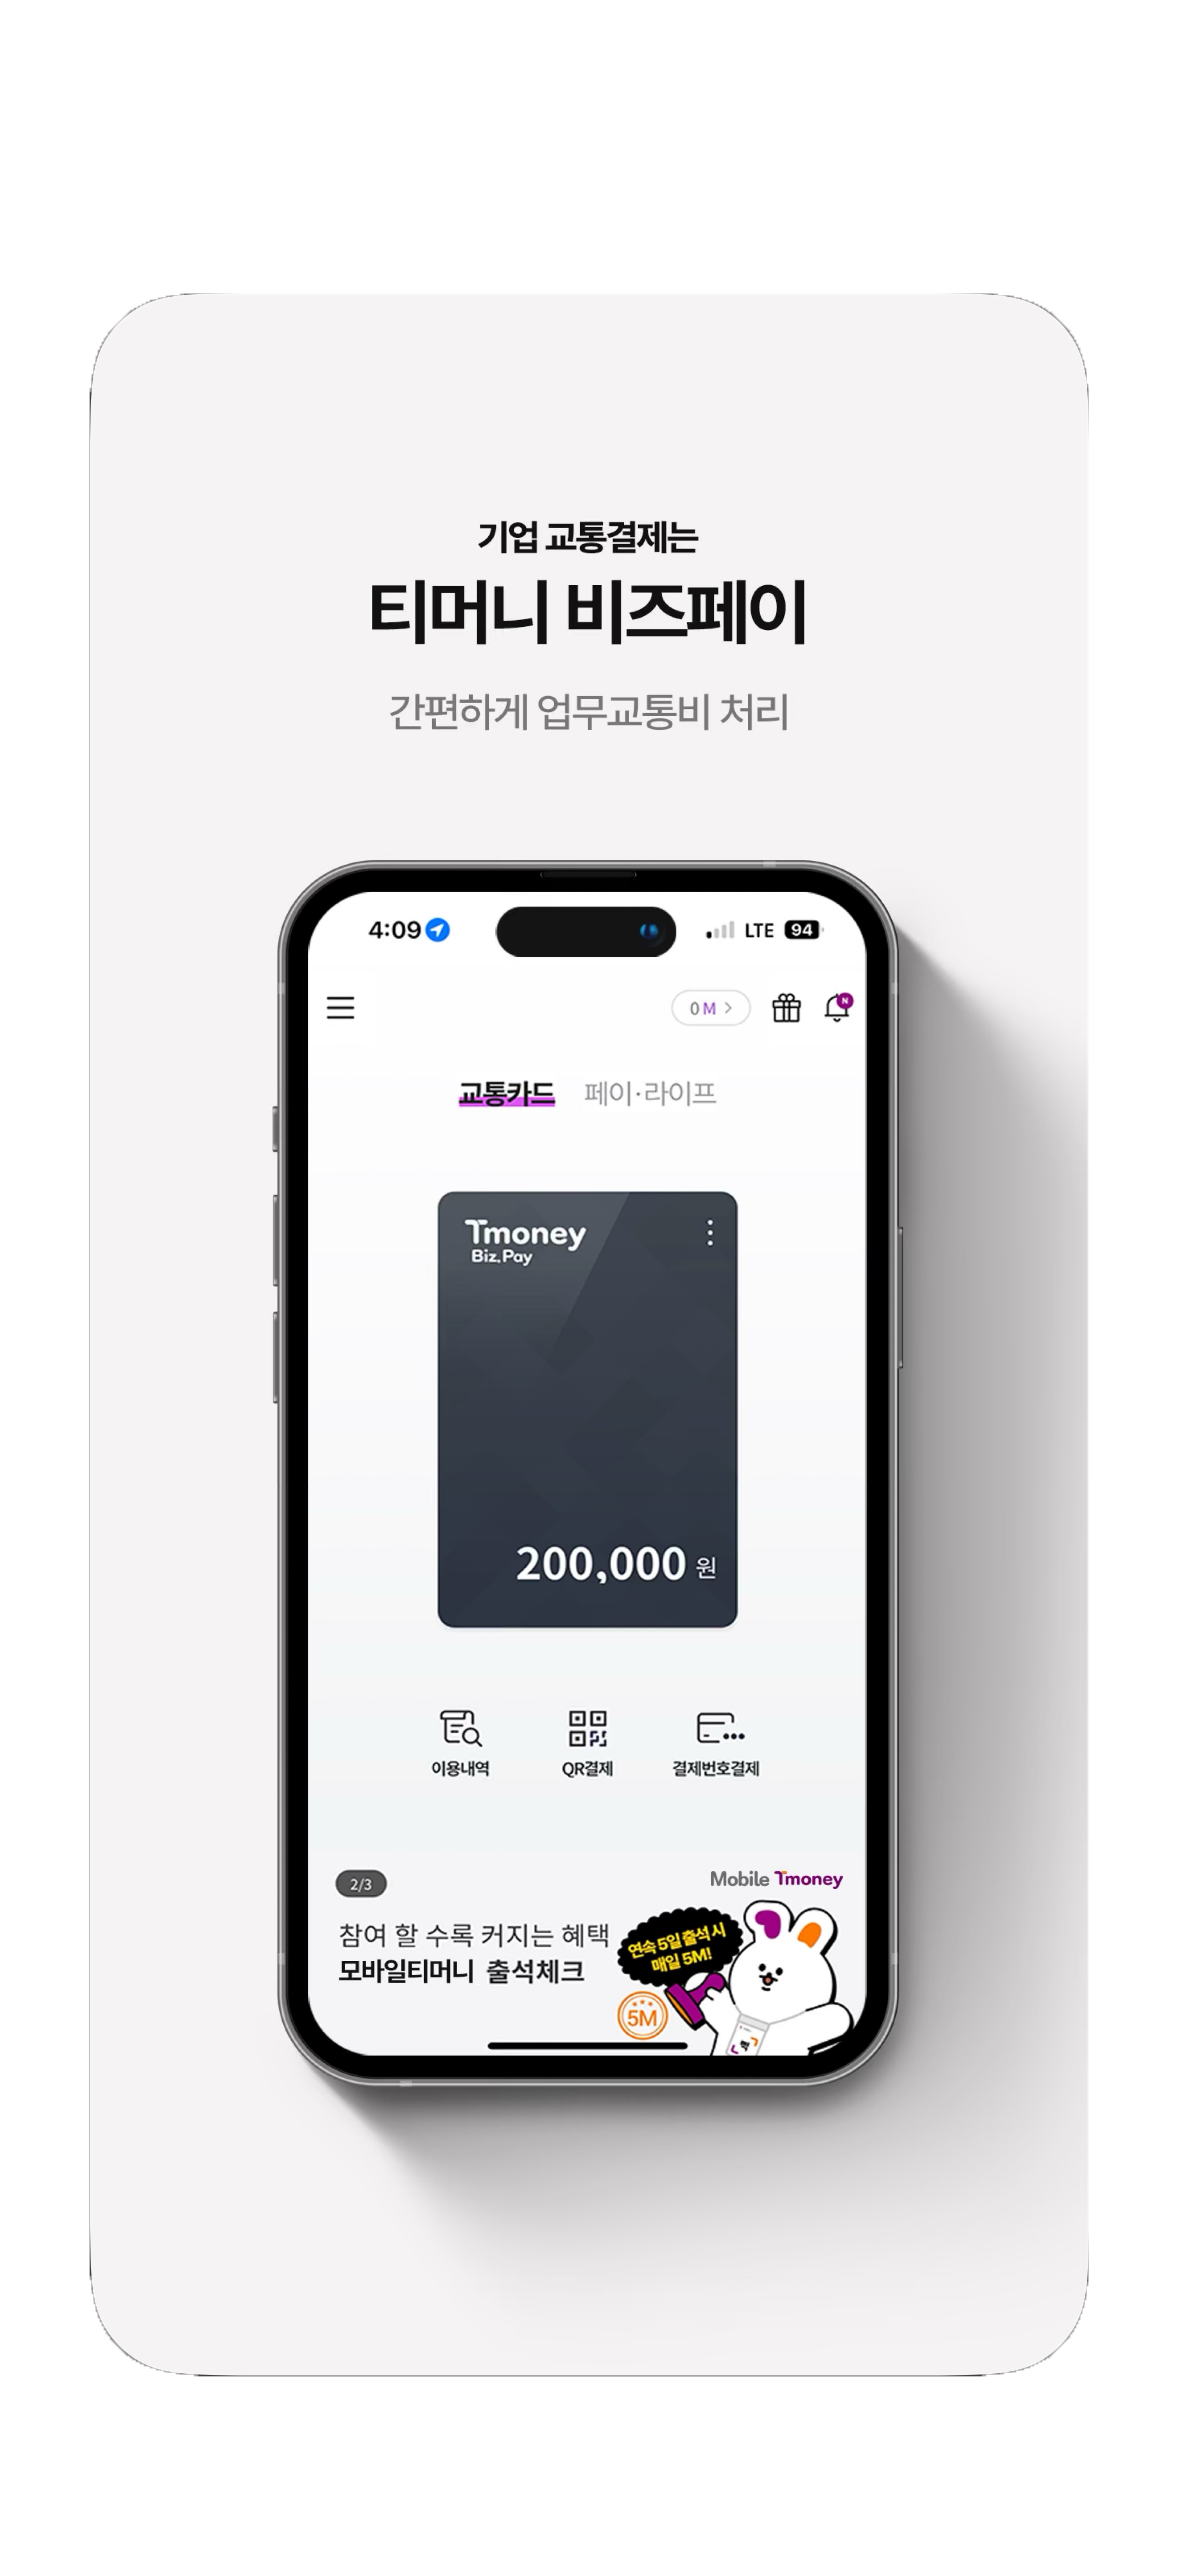 기업 교통결제는
티머니 비즈페이
간편하게 업무교통비 처리
4:09 LTE 94
0 M >
N
교통카드 페이·라이프
Tmoney
Biz.Pay
200,000 원
이용내역 QR결제 결제번호결제
2/3
Mobile Tmoney
참여 할 수록 커지는 혜택
모바일티머니 출석체크
연속 5일 출석 시
매일 5M!
5M